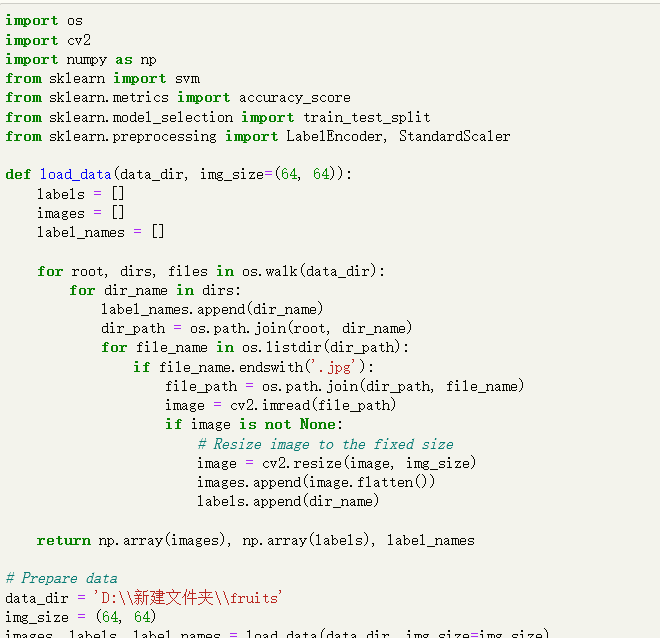 import os
import cv2
import numpy as np
from sklearn import svm
from sklearn.metrics import accuracy_score
from sklearn.model_selection import train_test_split
from sklearn.preprocessing import LabelEncoder, StandardScaler

def load_data(data_dir, img_size=(64, 64)):
    labels = []
    images = []
    label_names = []

    for root, dirs, files in os.walk(data_dir):
        for dir_name in dirs:
            label_names.append(dir_name)
            dir_path = os.path.join(root, dir_name)
            for file_name in os.listdir(dir_path):
                if file_name.endswith('.jpg'):
                    file_path = os.path.join(dir_path, file_name)
                    image = cv2.imread(file_path)
                    if image is not None:
                        # Resize image to the fixed size
                        image = cv2.resize(image, img_size)
                        images.append(image.flatten())
                        labels.append(dir_name)

    return np.array(images), np.array(labels), label_names

# Prepare data
data_dir = 'D:\\新建文件夹\\fruits'
img_size = (64, 64)
images, labels, label_names = load_data(data_dir, img_size=img_size)